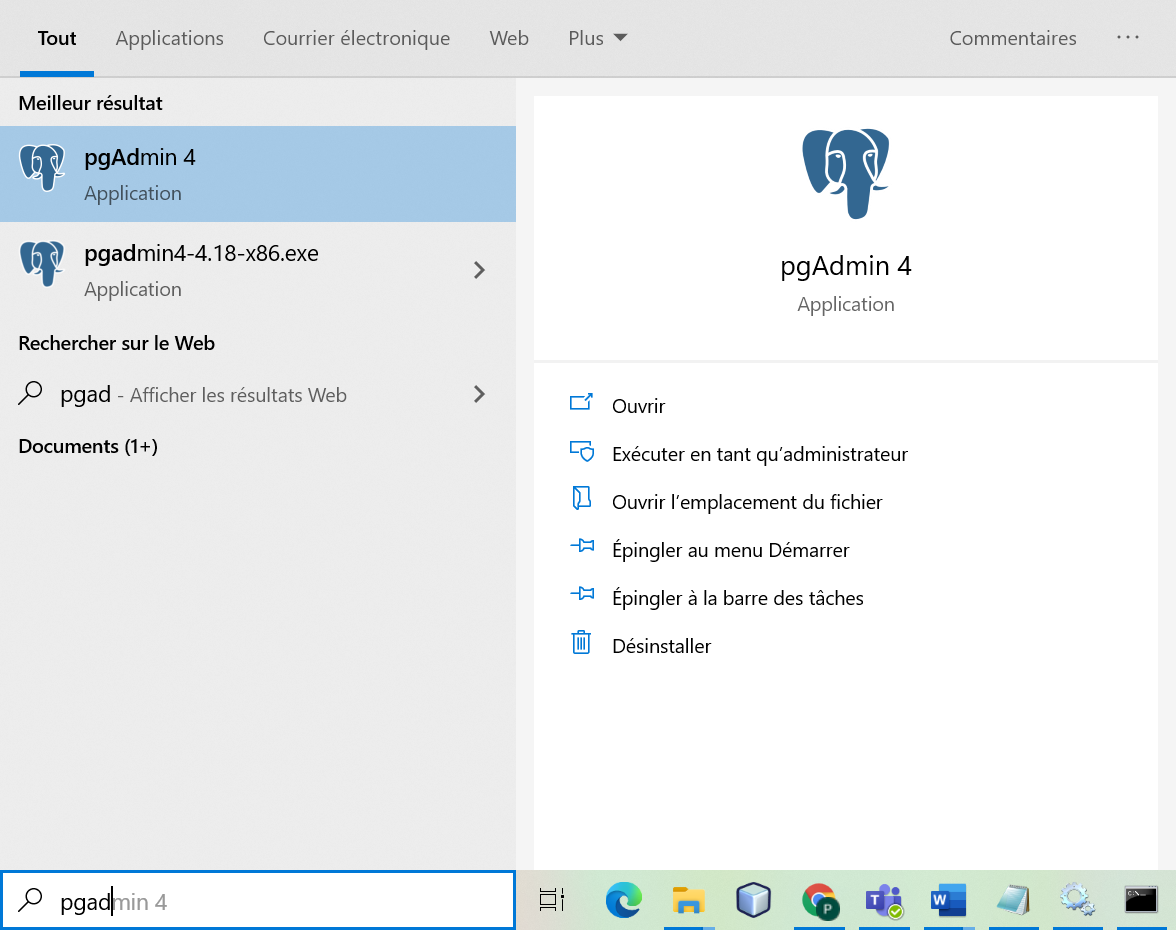 Tout Applications Courrier électronique Web Plus Commentaires ...
Meilleur résultat
pgAdmin 4
Application
pgadmin4-4.18-x86.exe
Application
Rechercher sur le Web
pgad - Afficher les résultats Web
Documents (1+)
pgAdmin 4
Application
Ouvrir
Exécuter en tant qu’administrateur
Ouvrir l’emplacement du fichier
Épingler au menu Démarrer
Épingler à la barre des tâches
Désinstaller
pgadmin 4
P
T
W
C:\_